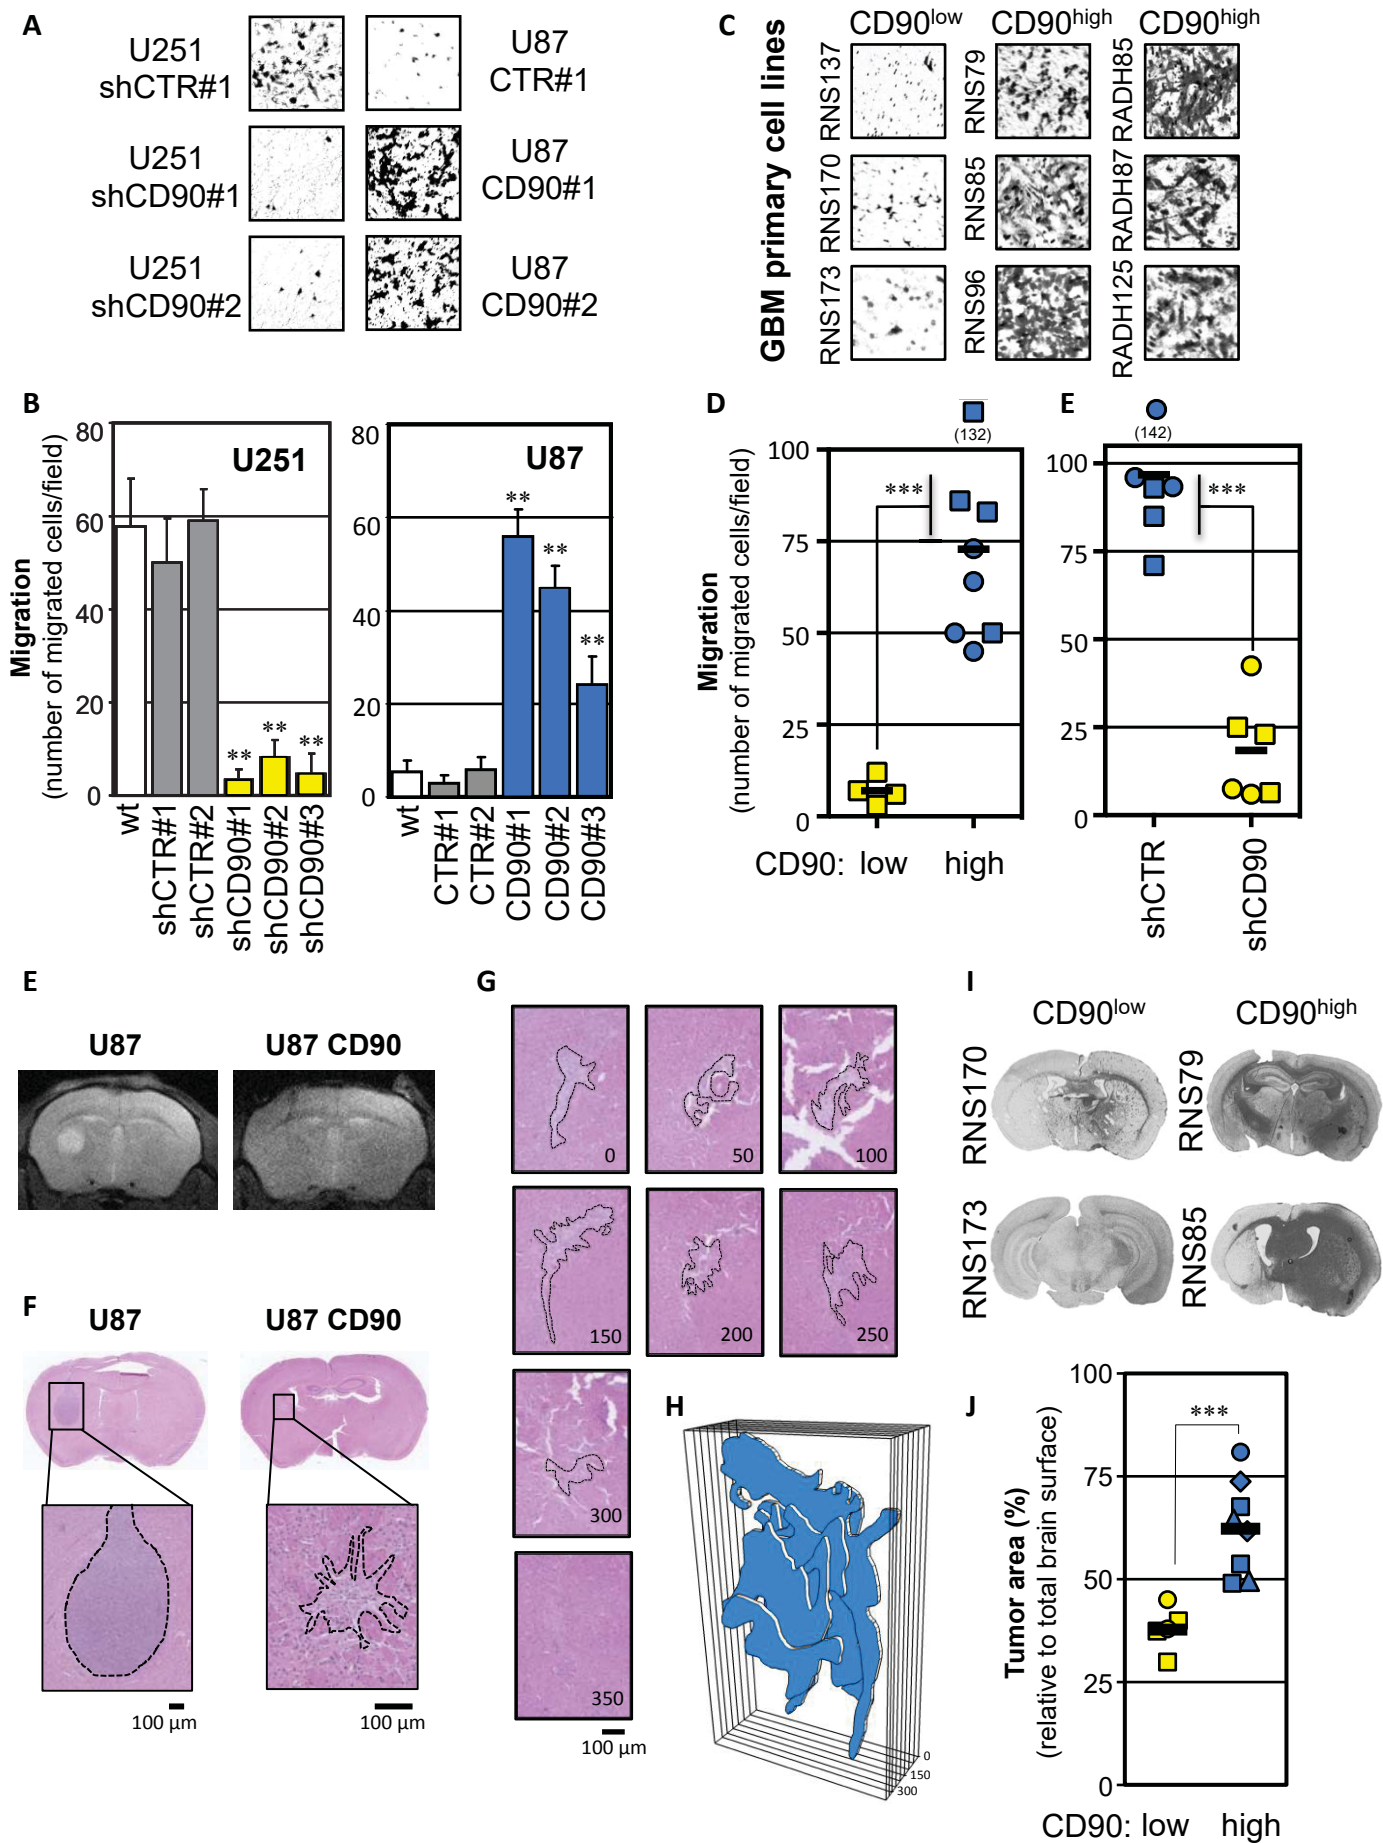 A
U251
shCTR#1
U87
CTR#1
U251
shCD90#1
U87
CD90#1
U251
shCD90#2
U87
CD90#2
C
CD90low
CD90high
CD90high
GBM primary cell lines
RNS137
RNS79
RADH85
RNS170
RNS85
RADH87
RNS173
RNS96
RADH125
B
Migration
(number of migrated cells/field)
80
60
40
20
0
U251
**
**
**
wt
shCTR#1
shCTR#2
shCD90#1
shCD90#2
shCD90#3
80
60
40
20
0
U87
**
**
**
wt
CTR#1
CTR#2
CD90#1
CD90#2
CD90#3
D
Migration
(number of migrated cells/field)
100
75
50
25
0
(132)
***
CD90: low high
E
(142)
100
75
50
25
0
***
shCTR
shCD90
E
U87
U87 CD90
F
U87
U87 CD90
100 µm
100 µm
G
0
50
100
150
200
250
300
350
100 µm
H
0
150
300
I
CD90low
CD90high
RNS170
RNS79
RNS173
RNS85
J
Tumor area (%)
(relative to total brain surface)
100
75
50
25
0
***
CD90: low high